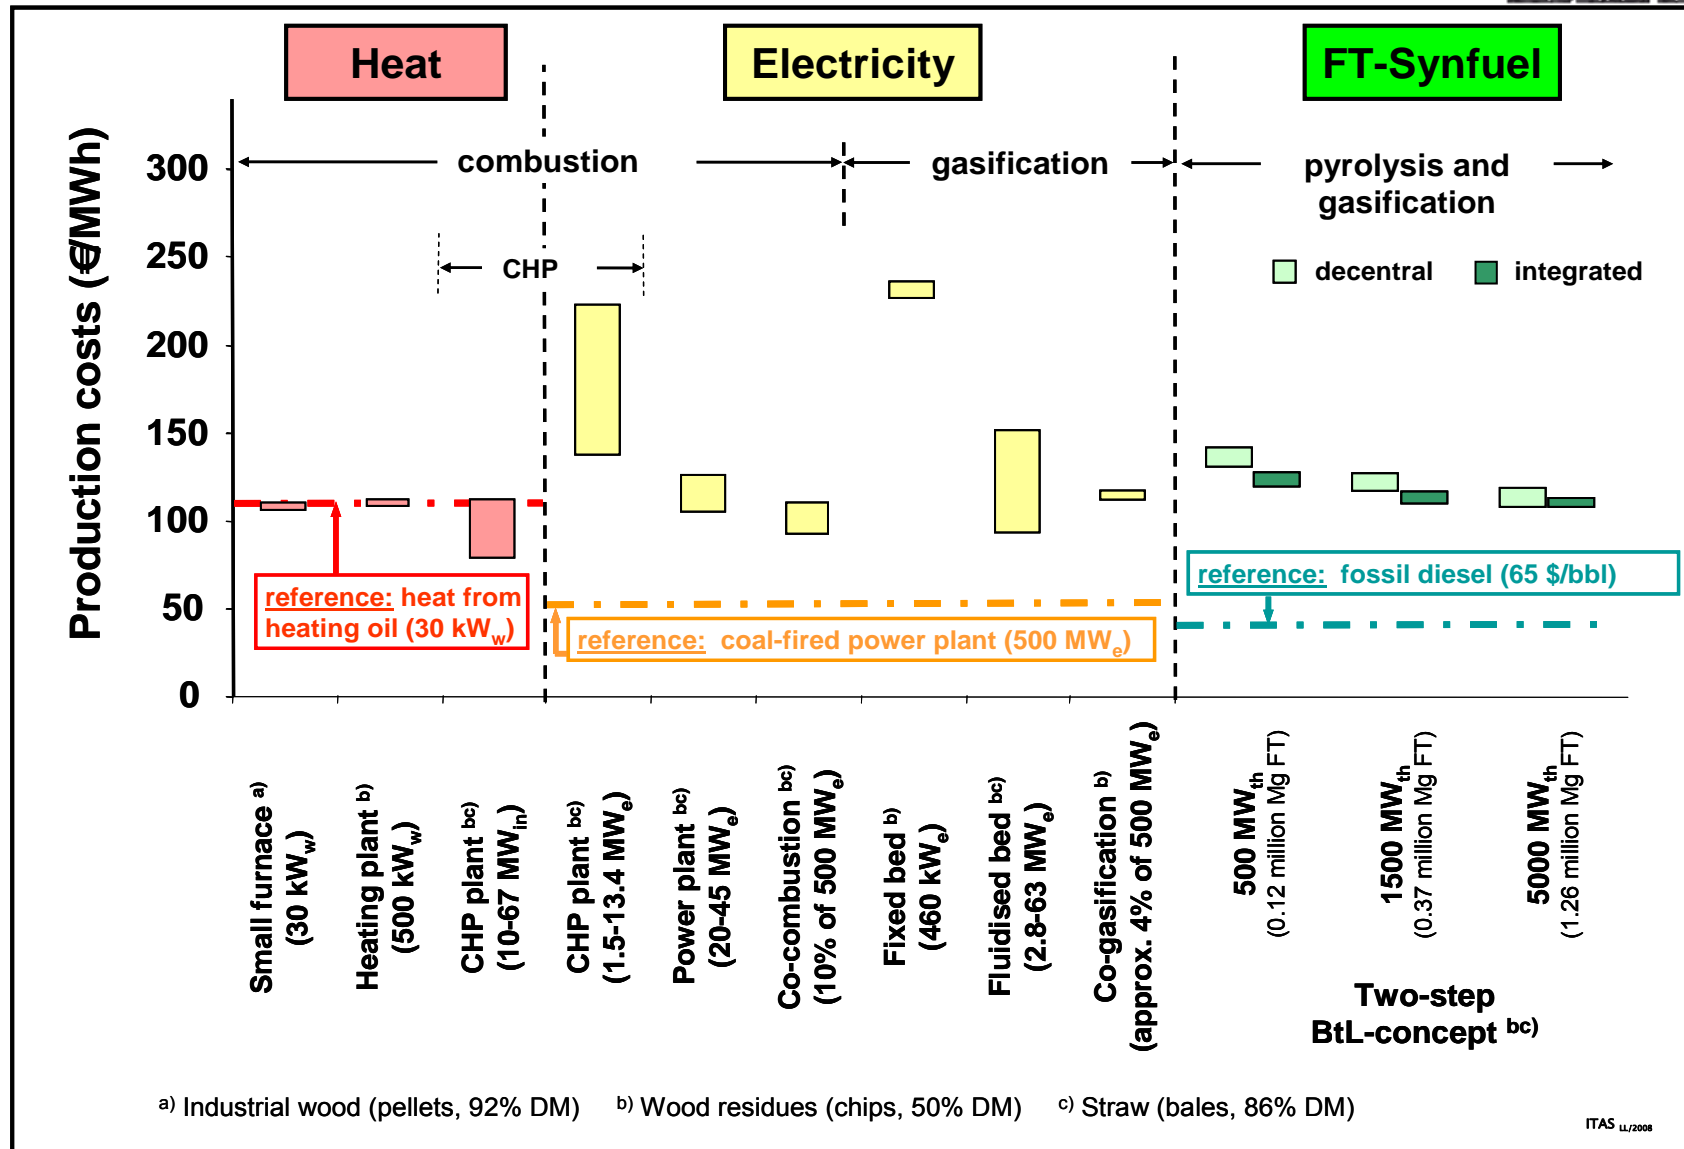 Heat
Electricity
FT-Synfuel
Production costs (€/MWh)
300
250
200
150
100
50
0
combustion
gasification
pyrolysis and
gasification
CHP
decentral
integrated
reference: heat from
heating oil (30 kWw)
reference: coal-fired power plant (500 MWe)
reference: fossil diesel (65 $/bbl)
Small furnace a)
(30 kWw)
Heating plant b)
(500 kWw)
CHP plant bc)
(10-67 MWin)
CHP plant bc)
(1.5-13.4 MWe)
Power plant bc)
(20-45 MWe)
Co-combustion bc)
(10% of 500 MWe)
Fixed bed b)
(460 kWe)
Fluidised bed bc)
(2.8-63 MWe)
Co-gasification b)
(approx. 4% of 500 MWe)
500 MWth
(0.12 million Mg FT)
1500 MWth
(0.37 million Mg FT)
5000 MWth
(1.26 million Mg FT)
Two-step
BtL-concept bc)
a) Industrial wood (pellets, 92% DM) b) Wood residues (chips, 50% DM) c) Straw (bales, 86% DM)
ITAS LL/2008